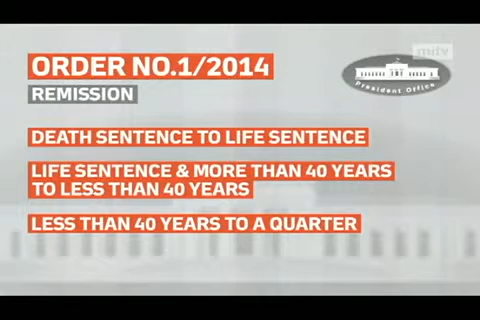 ORDER NO.1/2014
mdv
REMISSION
President Office
DEATH SENTENCE TO LIFE SENTENCE
LIFE SENTENCE & MORE THAN 40 YEARS
TO LESS THAN 40 YEARS
LESS THAN 40 YEARS TO A QUARTER